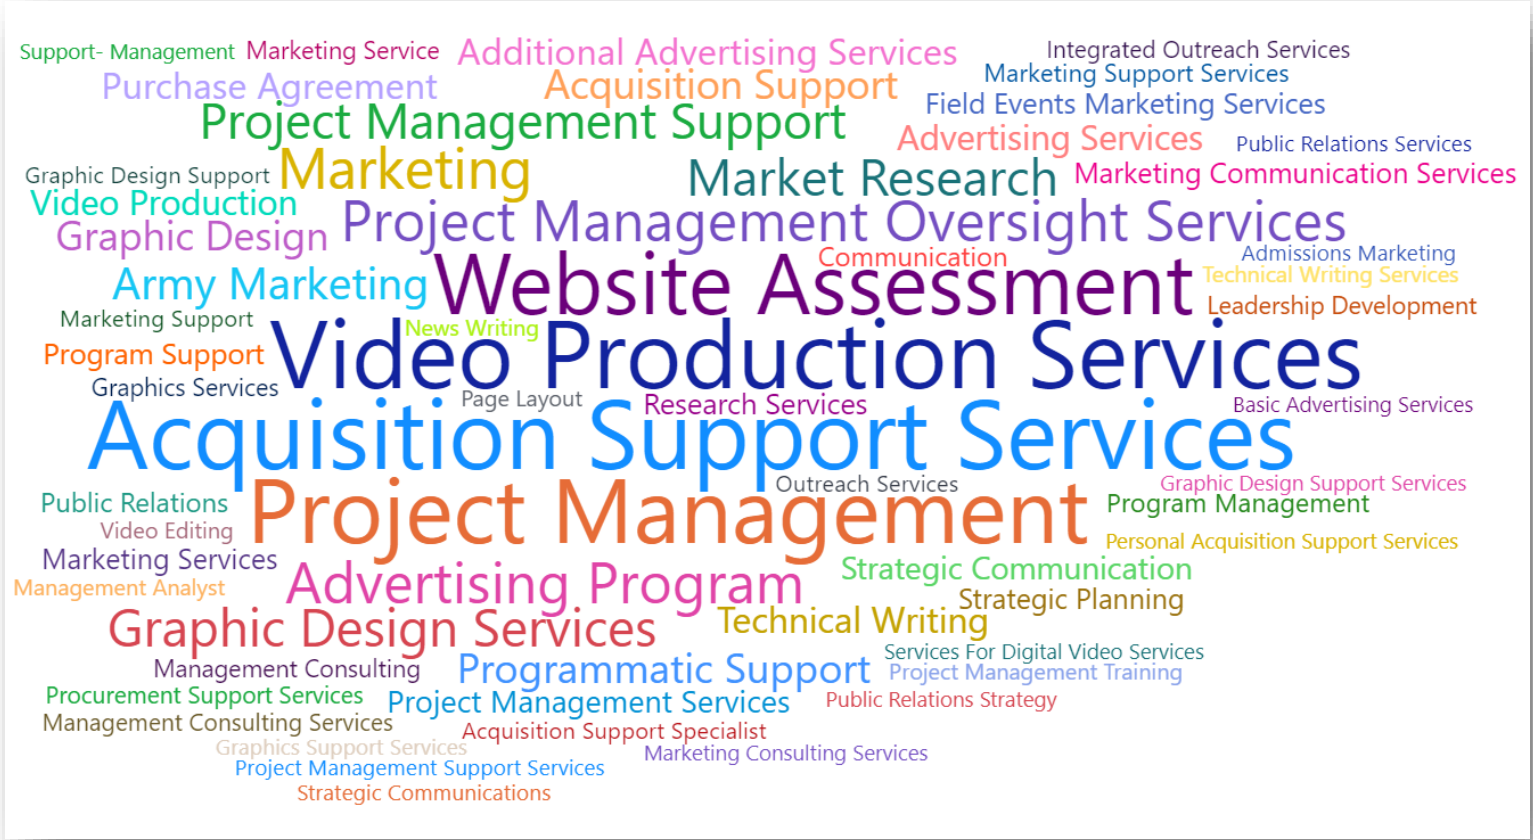 Support- Management
Marketing Service
Additional Advertising Services
Integrated Outreach Services
Purchase Agreement
Acquisition Support
Marketing Support Services
Field Events Marketing Services
Project Management Support
Advertising Services
Public Relations Services
Graphic Design Support
Marketing
Market Research
Marketing Communication Services
Video Production
Graphic Design
Project Management Oversight Services
Communication
Admissions Marketing
Army Marketing
Website Assessment
Technical Writing Services
Leadership Development
Marketing Support
News Writing
Program Support
Video Production Services
Graphics Services
Page Layout
Research Services
Basic Advertising Services
Acquisition Support Services
Outreach Services
Graphic Design Support Services
Public Relations
Project Management
Program Management
Video Editing
Personal Acquisition Support Services
Marketing Services
Strategic Communication
Management Analyst
Advertising Program
Strategic Planning
Graphic Design Services
Technical Writing
Services For Digital Video Services
Management Consulting
Programmatic Support
Project Management Training
Procurement Support Services
Project Management Services
Public Relations Strategy
Management Consulting Services
Acquisition Support Specialist
Graphics Support Services
Marketing Consulting Services
Project Management Support Services
Strategic Communications